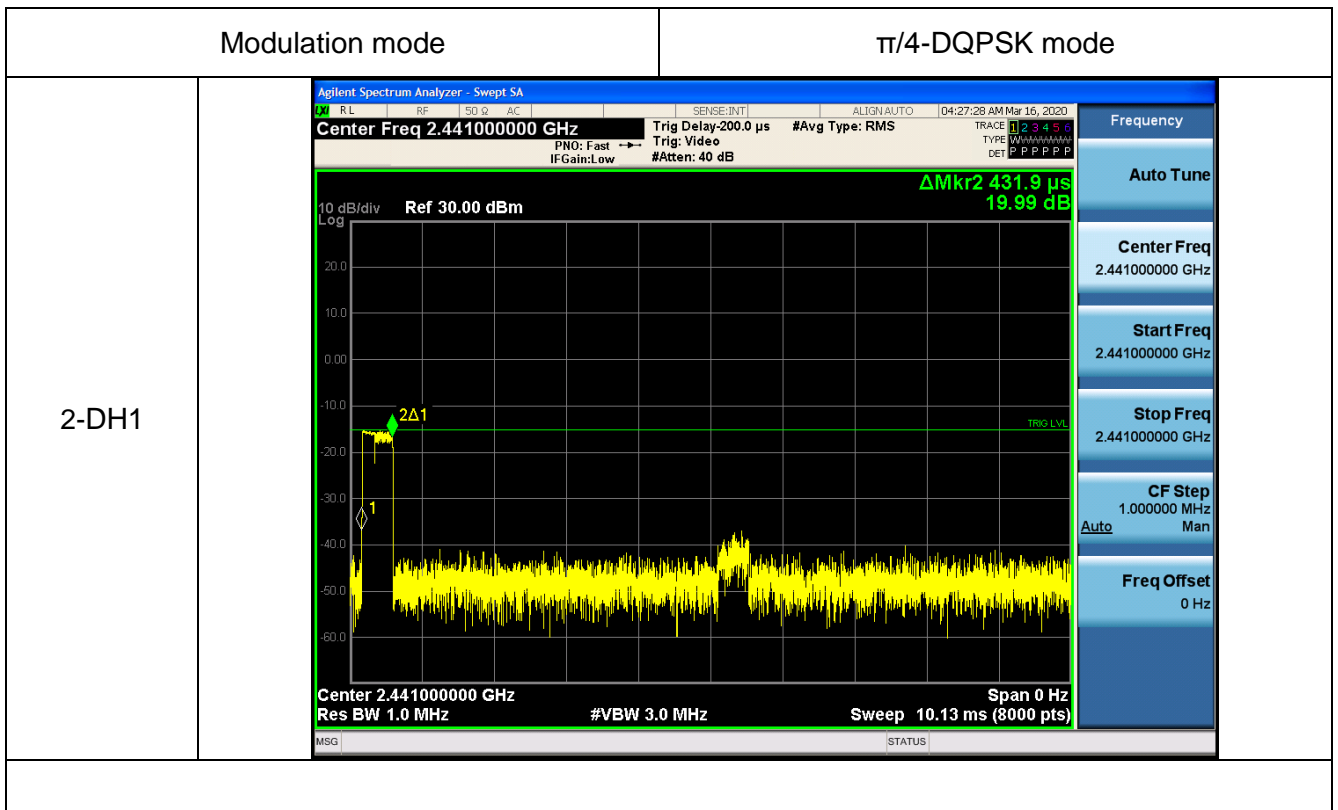 Modulation mode
π/4-DQPSK mode
2-DH1
Agilent Spectrum Analyzer - Swept SA
LXI RL RF 50 Ω AC SENSE:INT ALIGN AUTO 04:27:28 AM Mar 16, 2020
Center Freq 2.441000000 GHz Trig Delay-200.0 µs #Avg Type: RMS TRACE 1 2 3 4 5 6
PNO: Fast Trig: Video TYPE WWWWWW
IFGain:Low #Atten: 40 dB DET P P P P P P
ΔMkr2 431.9 µs
10 dB/div Ref 30.00 dBm 19.99 dB
Log
20.0
10.0
0.00
-10.0
2Δ1
TRIG LVL
-20.0
-30.0
1
-40.0
-50.0
-60.0
Center 2.441000000 GHz Span 0 Hz
Res BW 1.0 MHz #VBW 3.0 MHz Sweep 10.13 ms (8000 pts)
MSG STATUS
Frequency
Auto Tune
Center Freq
2.441000000 GHz
Start Freq
2.441000000 GHz
Stop Freq
2.441000000 GHz
CF Step
1.000000 MHz
Auto Man
Freq Offset
0 Hz